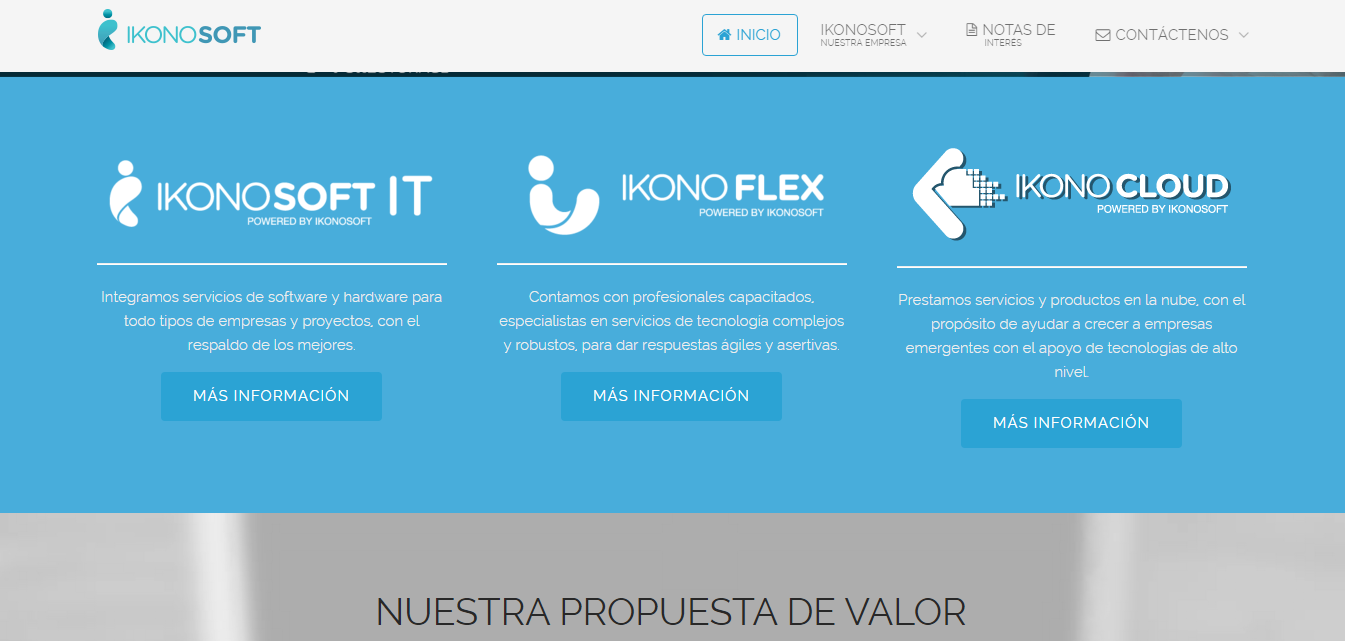 IKONOSOFT
INICIO
IKONOSOFT
NUESTRA EMPRESA
NOTAS DE
INTERÉS
CONTÁCTENOS
IKONOSOFT IT
POWERED BY IKONOSOFT
IKONO FLEX
POWERED BY IKONOSOFT
IKONO CLOUD
POWERED BY IKONOSOFT
Integramos servicios de software y hardware para
todo tipos de empresas y proyectos, con el
respaldo de los mejores.
MÁS INFORMACIÓN
Contamos con profesionales capacitados,
especialistas en servicios de tecnología complejos
y robustos, para dar respuestas ágiles y asertivas.
MÁS INFORMACIÓN
Prestamos servicios y productos en la nube, con el
propósito de ayudar a crecer a empresas
emergentes con el apoyo de tecnologías de alto
nivel.
MÁS INFORMACIÓN
NUESTRA PROPUESTA DE VALOR